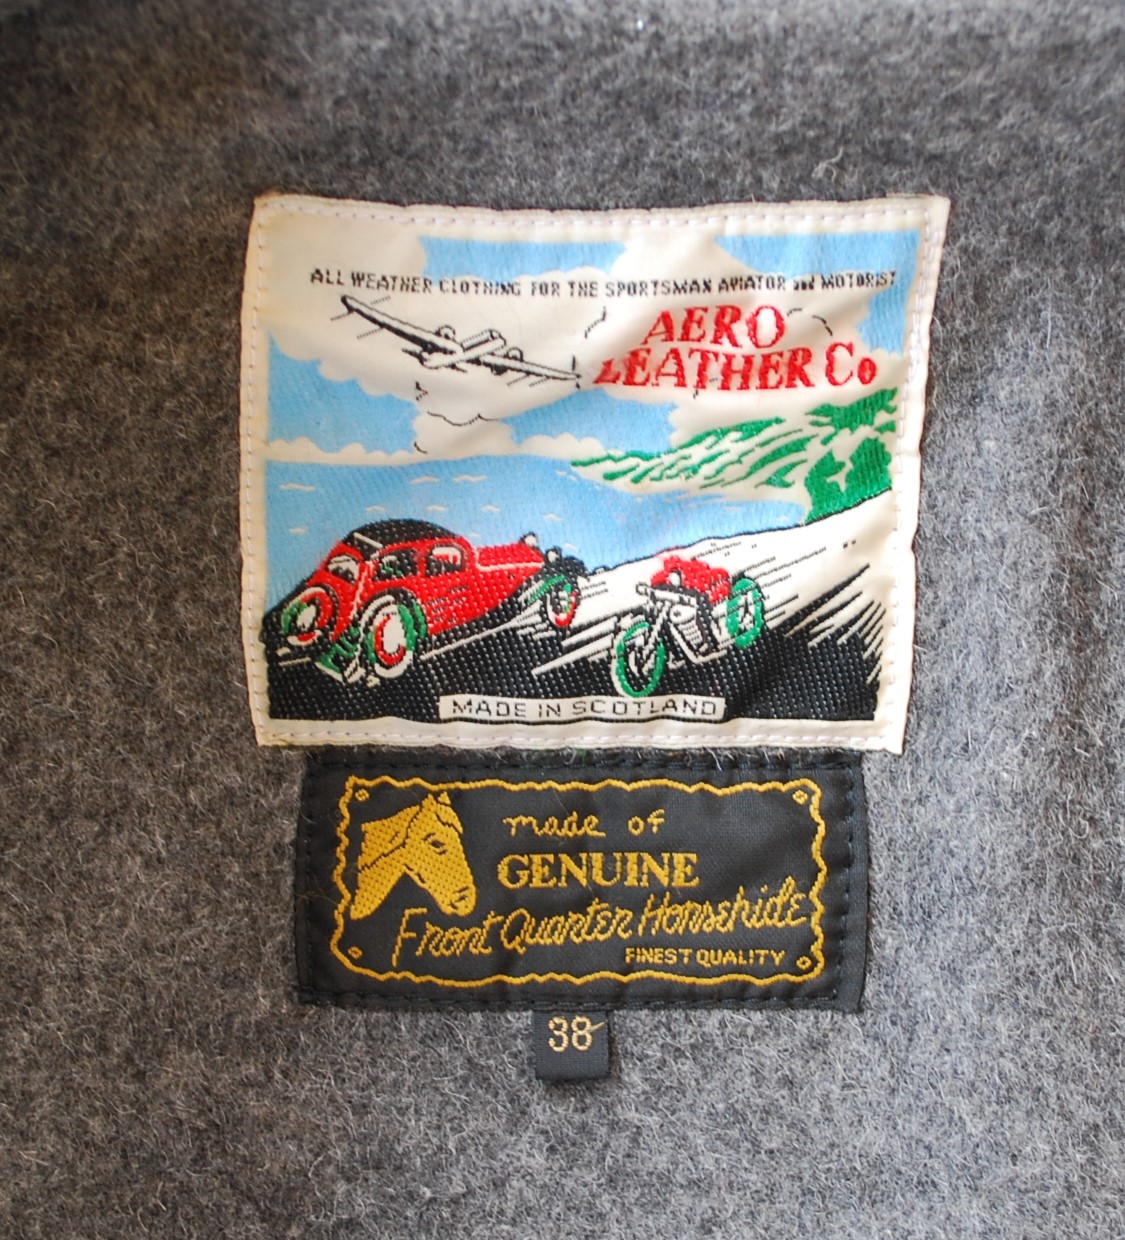 ALL WEATHER CLOTHING FOR THE SPORTSMAN AVIATOR and MOTORIST
AERO
LEATHER Co
MADE IN SCOTLAND
made of
GENUINE
Front Quarter Horsehide
FINEST QUALITY
38